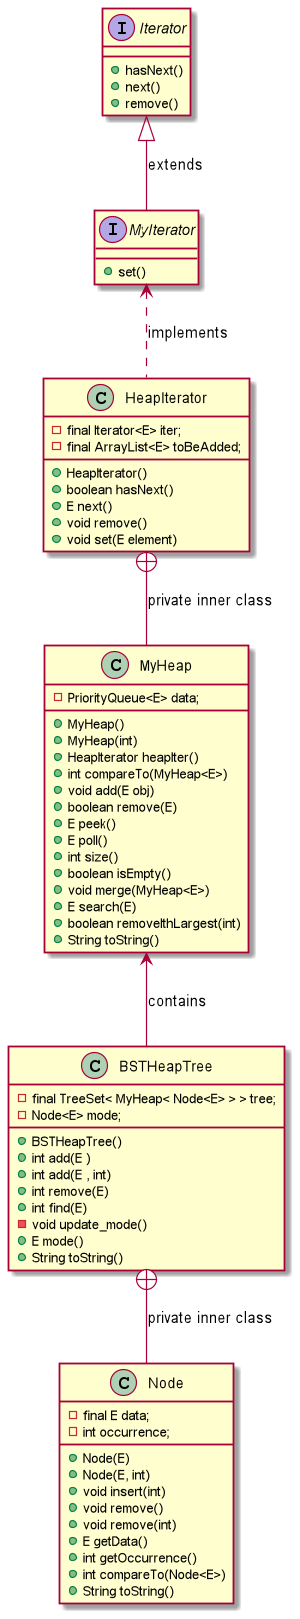 I Iterator
hasNext()
next()
remove()
extends
I MyIterator
set()
implements
C HeapIterator
final Iterator<E> iter;
final ArrayList<E> toBeAdded;
HeapIterator()
boolean hasNext()
E next()
void remove()
void set(E element)
private inner class
C MyHeap
PriorityQueue<E> data;
MyHeap()
MyHeap(int)
HeapIterator heapIter()
int compareTo(MyHeap<E>)
void add(E obj)
boolean remove(E)
E peek()
E poll()
int size()
boolean isEmpty()
void merge(MyHeap<E>)
E search(E)
boolean removeIthLargest(int)
String toString()
contains
C BSTHeapTree
final TreeSet< MyHeap< Node<E> > > tree;
Node<E> mode;
BSTHeapTree()
int add(E )
int add(E , int)
int remove(E)
int find(E)
void update_mode()
E mode()
String toString()
private inner class
C Node
final E data;
int occurrence;
Node(E)
Node(E, int)
void insert(int)
void remove()
void remove(int)
E getData()
int getOccurrence()
int compareTo(Node<E>)
String toString()